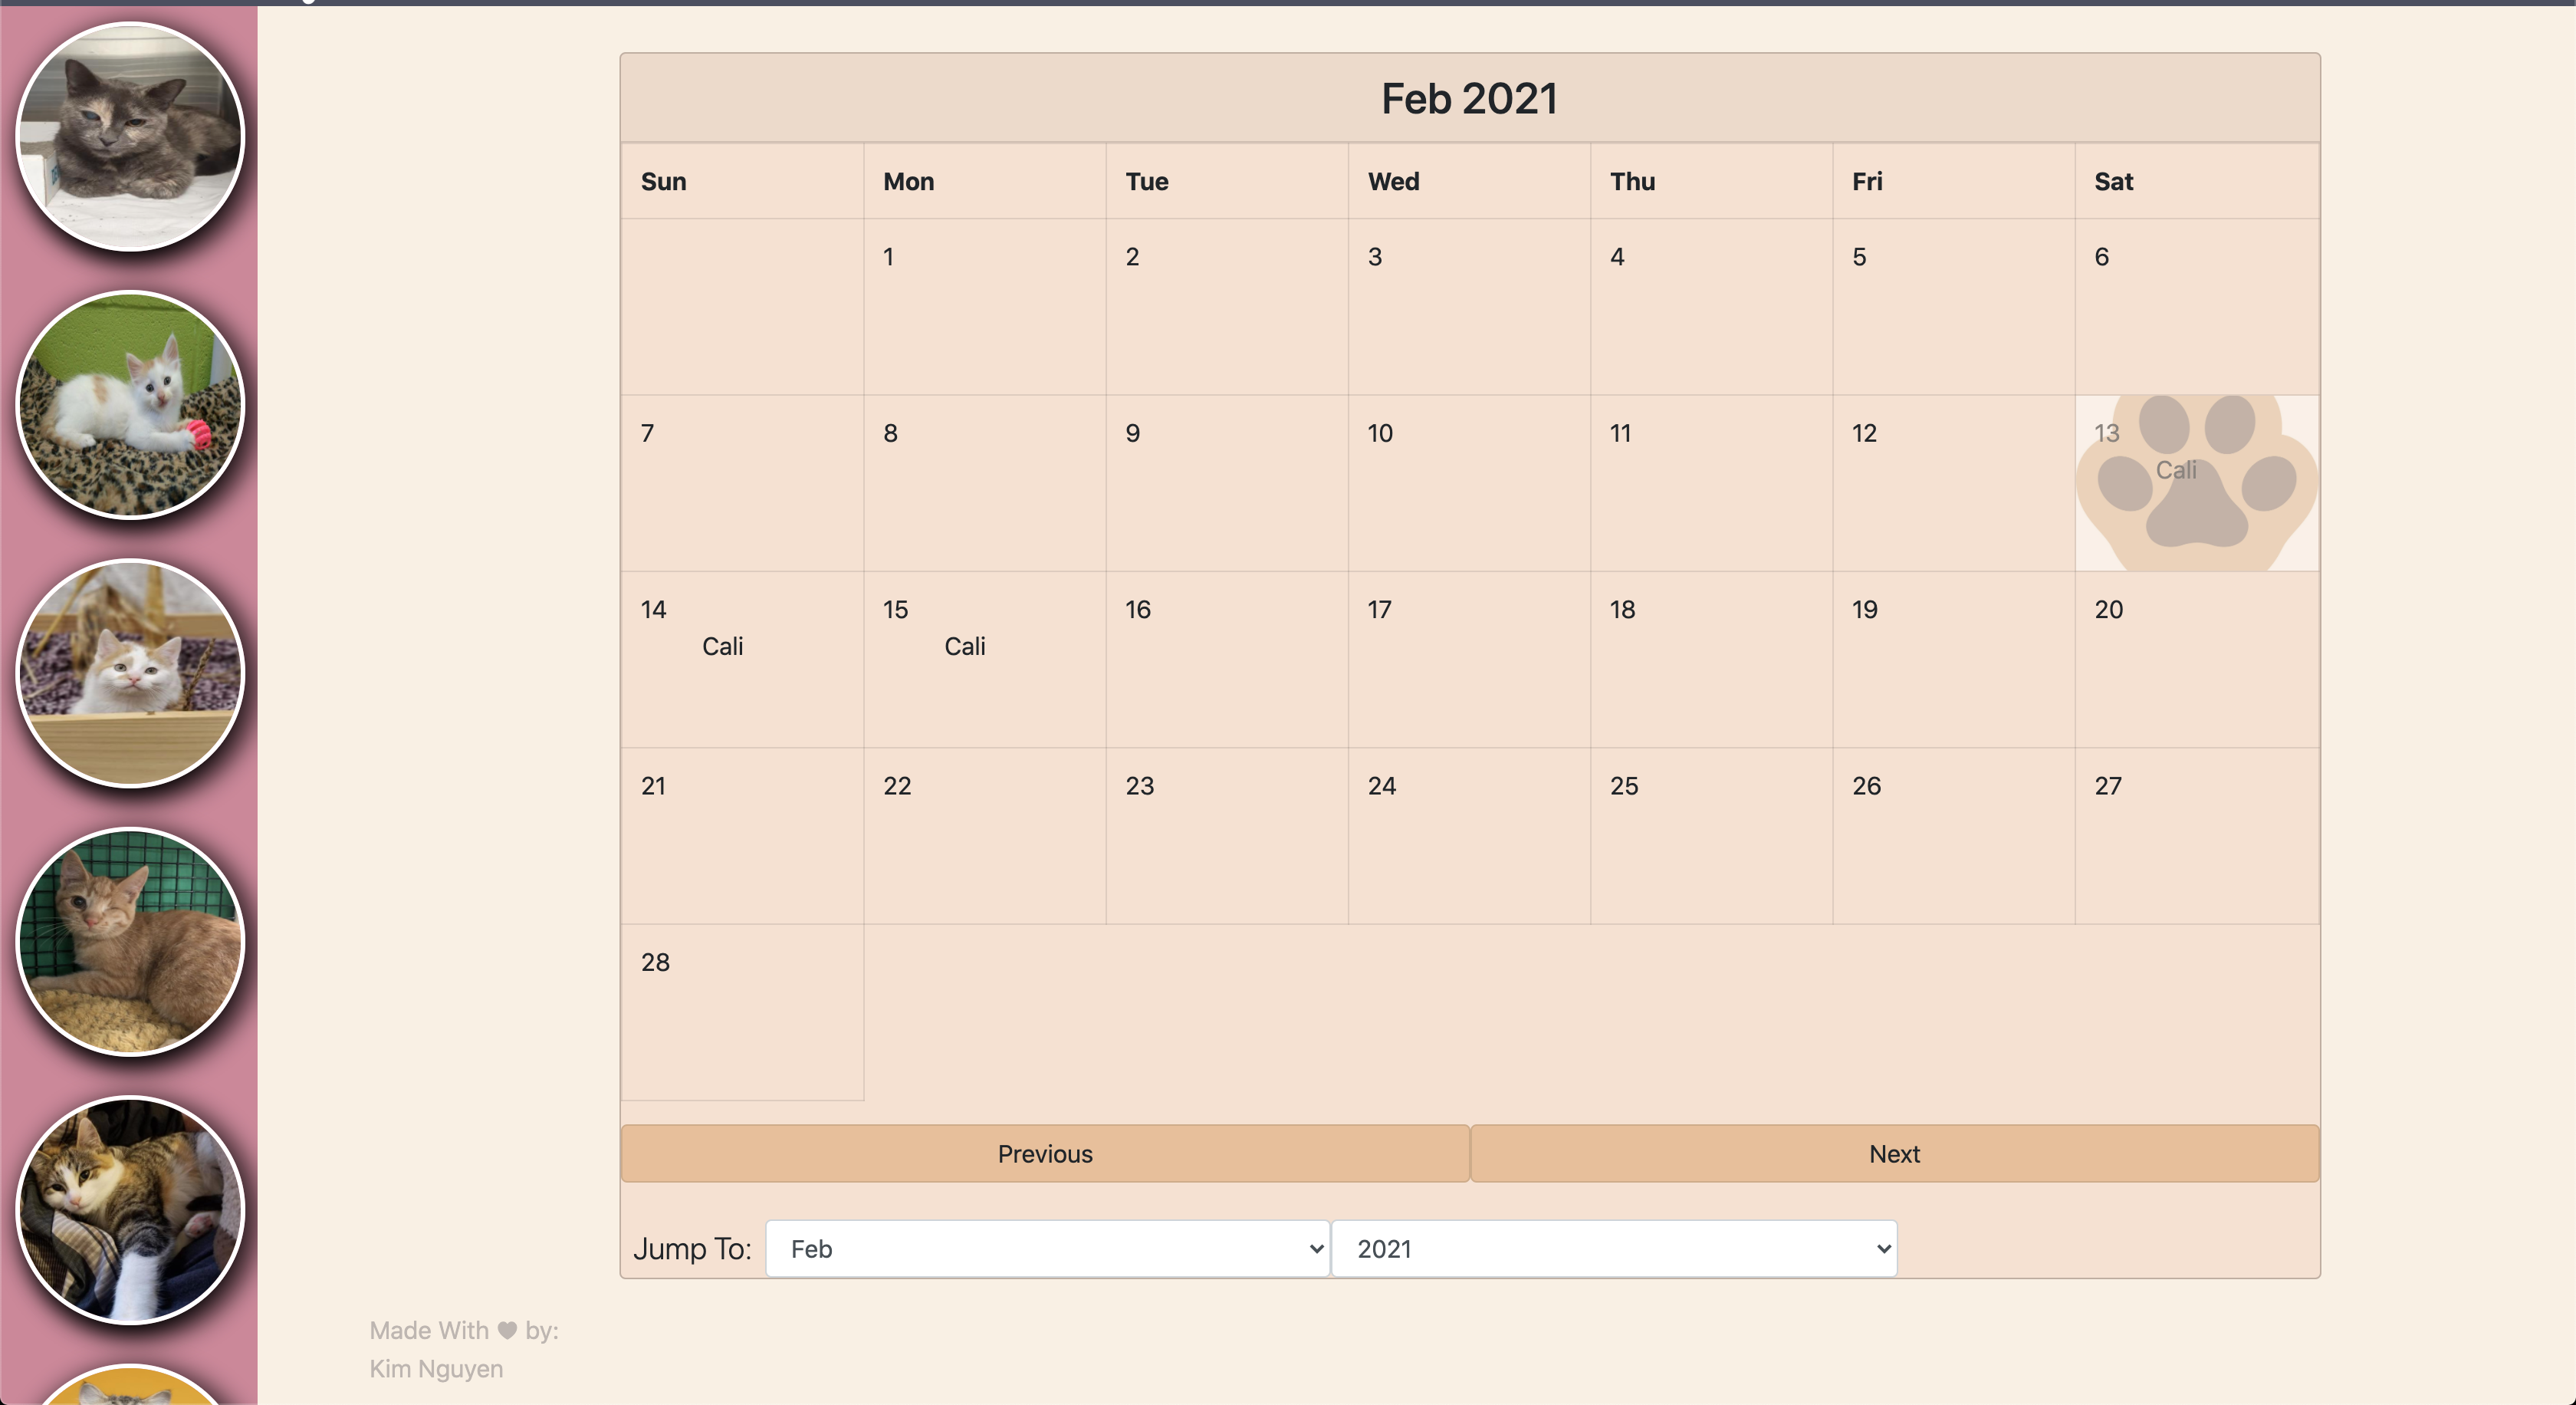 Feb 2021
Sun Mon Tue Wed Thu Fri Sat
1 2 3 4 5 6
7 8 9 10 11 12 13
Cali
14 15 16 17 18 19 20
Cali Cali
21 22 23 24 25 26 27
28
Previous Next
Jump To: Feb 2021
Made With ♥ by:
Kim Nguyen